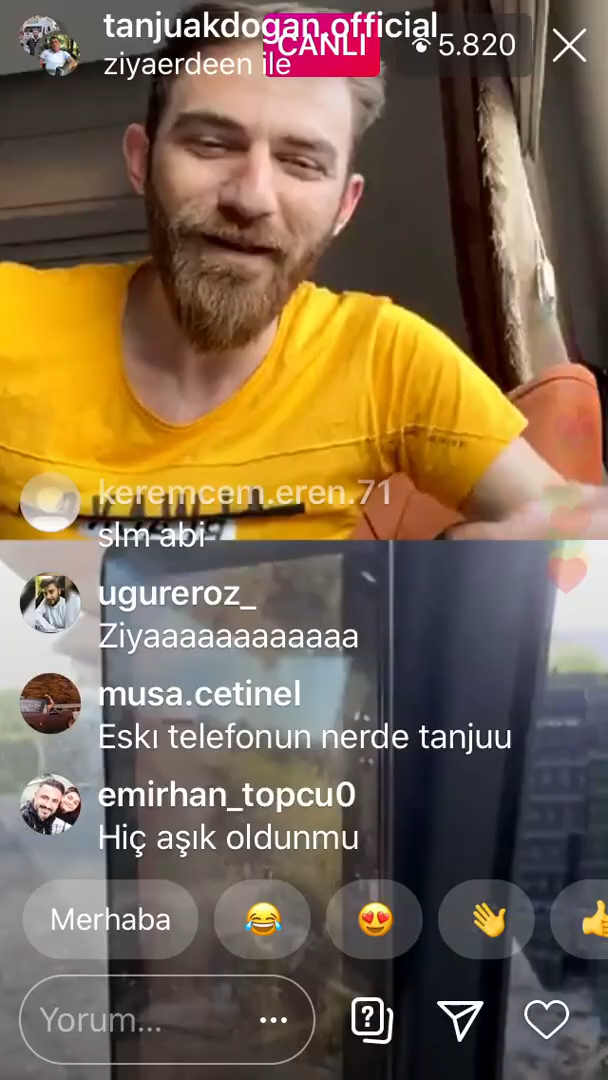 tanjuakdogan.official
CANLI
5.820
ziyaerdeen ile
keremcem.eren.71
slm abi
ugureroz_
Ziyaaaaaaaaaaaa
musa.cetinel
Eskı telefonun nerde tanjuu
emirhan_topcu0
Hiç aşık oldunmu
Merhaba
Yorum...